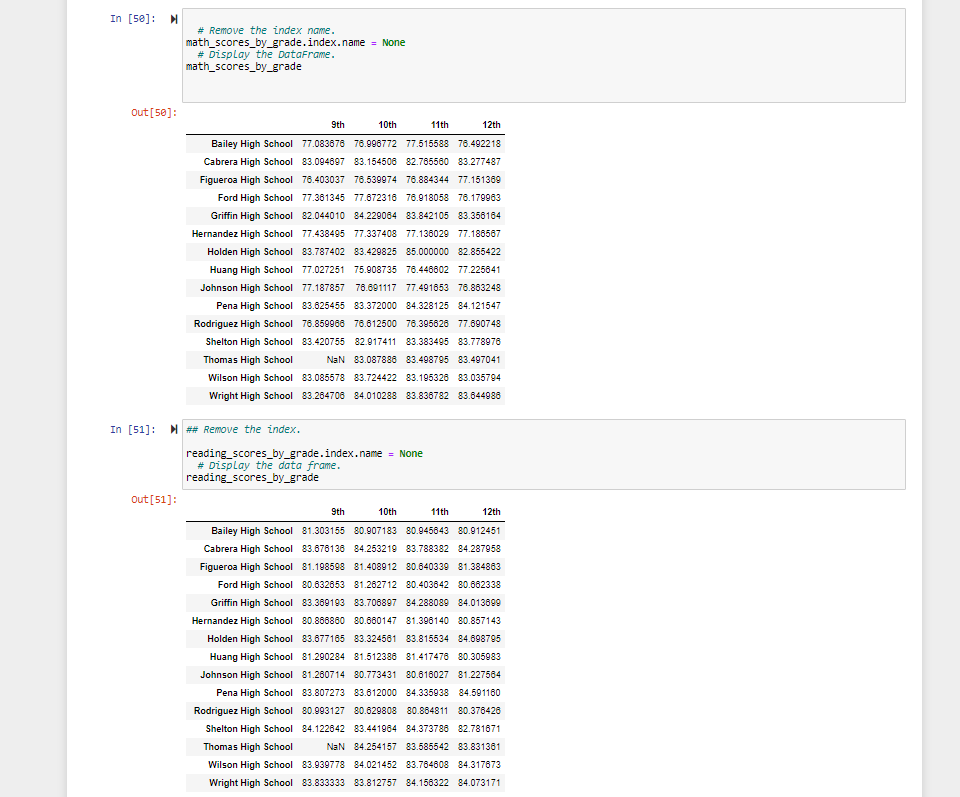 In [50]:
# Remove the index name.
math_scores_by_grade.index.name = None
# Display the DataFrame.
math_scores_by_grade
Out[50]:
9th 10th 11th 12th
Bailey High School 77.083676 76.996772 77.515588 76.492218
Cabrera High School 83.094697 83.154506 82.765560 83.277487
Figueroa High School 76.403037 76.539974 76.884344 77.151369
Ford High School 77.361345 77.672316 76.918058 76.179963
Griffin High School 82.044010 84.229064 83.842105 83.356164
Hernandez High School 77.438495 77.337408 77.136029 77.186567
Holden High School 83.787402 83.429825 85.000000 82.855422
Huang High School 77.027251 75.908735 76.446602 77.225641
Johnson High School 77.187857 76.691117 77.491653 76.863248
Pena High School 83.625455 83.372000 84.328125 84.121547
Rodriguez High School 76.859966 76.612500 76.395626 77.690748
Shelton High School 83.420755 82.917411 83.383495 83.778976
Thomas High School NaN 83.087886 83.498795 83.497041
Wilson High School 83.085578 83.724422 83.195326 83.035794
Wright High School 83.264706 84.010288 83.836782 83.644986
In [51]:
## Remove the index.
reading_scores_by_grade.index.name = None
# Display the data frame.
reading_scores_by_grade
Out[51]:
9th 10th 11th 12th
Bailey High School 81.303155 80.907183 80.945643 80.912451
Cabrera High School 83.676136 84.253219 83.788382 84.287958
Figueroa High School 81.198598 81.408912 80.640339 81.384863
Ford High School 80.632653 81.262712 80.403642 80.662338
Griffin High School 83.369193 83.706897 84.288089 84.013699
Hernandez High School 80.866860 80.660147 81.396140 80.857143
Holden High School 83.677165 83.324561 83.815534 84.698795
Huang High School 81.290284 81.512386 81.417476 80.305983
Johnson High School 81.260714 80.773431 80.616027 81.227564
Pena High School 83.807273 83.612000 84.335938 84.591160
Rodriguez High School 80.993127 80.629808 80.864811 80.376426
Shelton High School 84.122642 83.441964 84.373786 82.781671
Thomas High School NaN 84.254157 83.585542 83.831361
Wilson High School 83.939778 84.021452 83.764608 84.317673
Wright High School 83.833333 83.812757 84.156322 84.073171